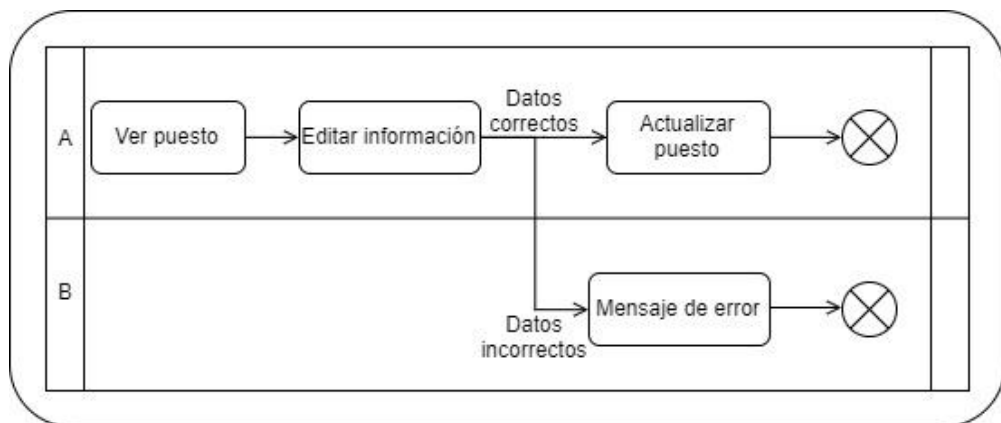 A
Ver puesto
Editar información
Datos
correctos
Actualizar
puesto
B
Datos
incorrectos
Mensaje de error